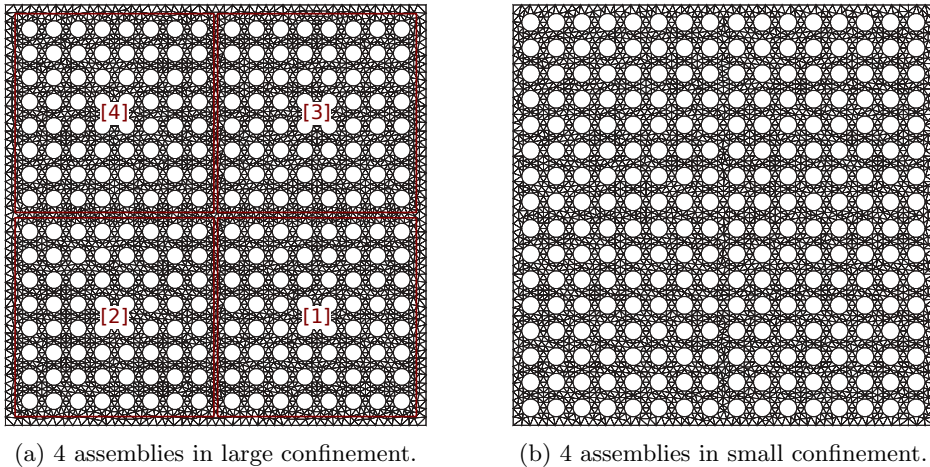 [4] [3]
[2] [1]
(a) 4 assemblies in large confinement.
(b) 4 assemblies in small confinement.